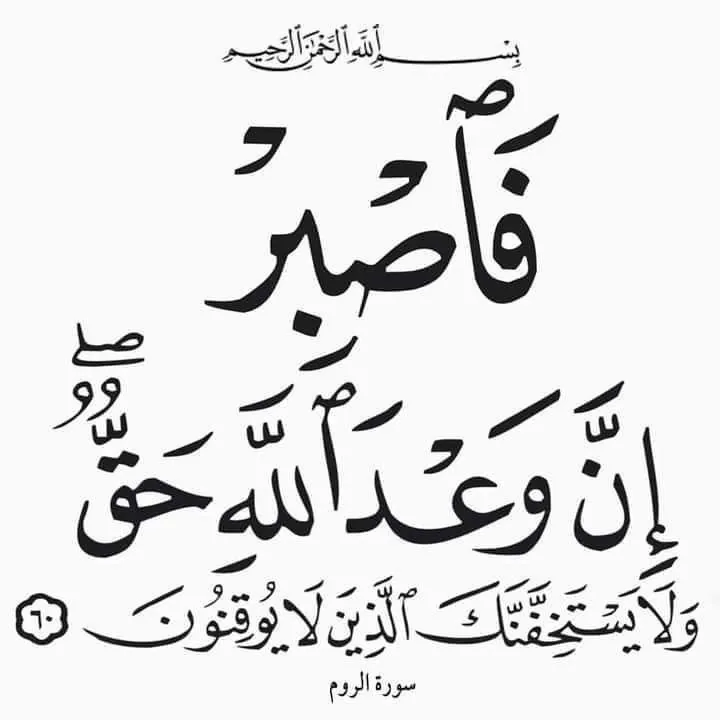 بِسْمِ ٱللَّهِ ٱلرَّحْمَٰنِ ٱلرَّحِيمِ
فَٱصْبِرْ
إِنَّ وَعْدَ ٱللَّهِ حَقٌّ ۖ
وَلَا يَسْتَخِفَّنَّكَ ٱلَّذِينَ لَا يُوقِنُونَ ٦٠
سورة الروم